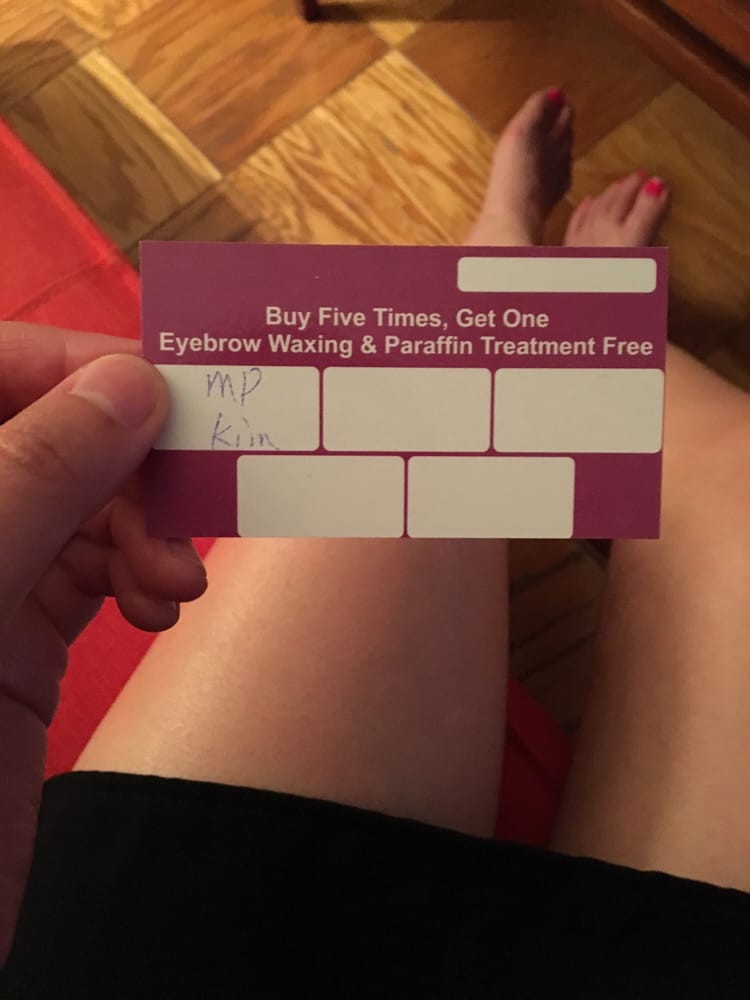 Buy Five Times, Get One
Eyebrow Waxing & Paraffin Treatment Free
MP
Kim